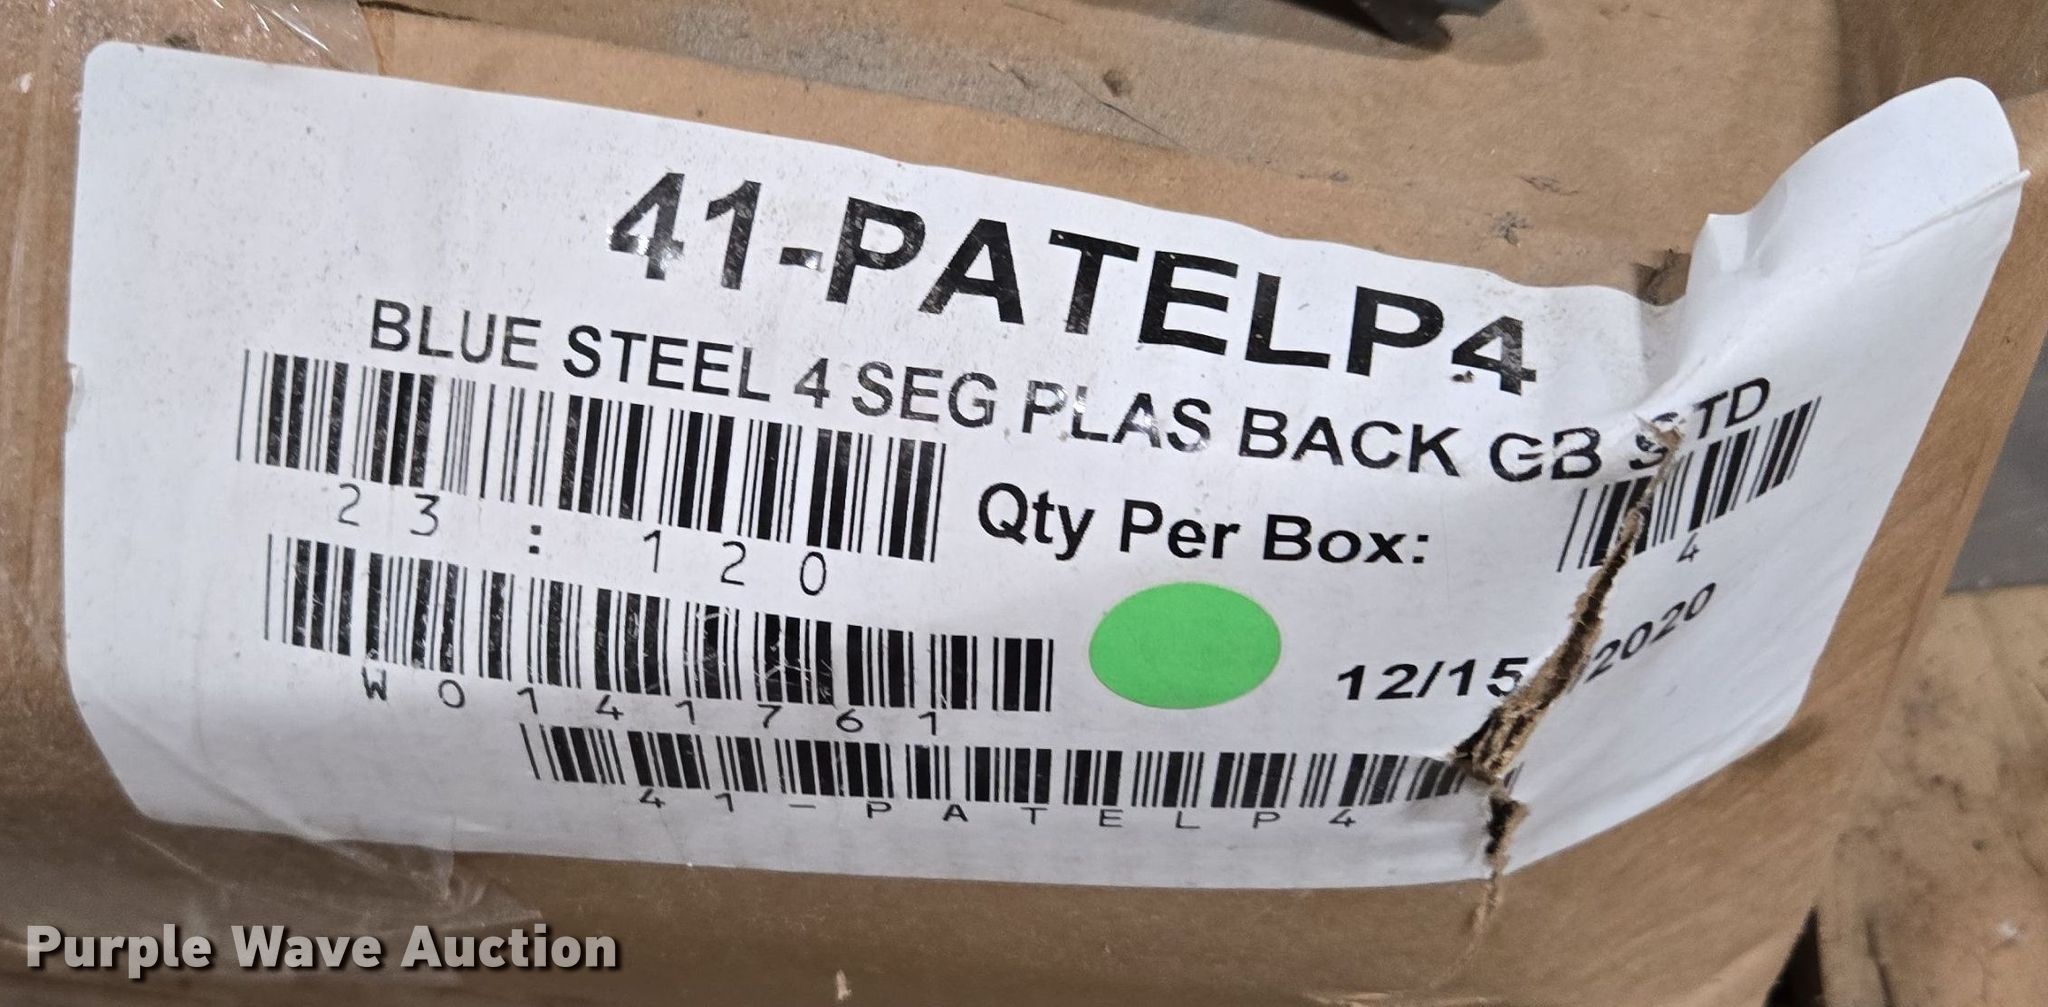 41-PATELP4
BLUE STEEL 4 SEG PLAS BACK GB STD
23:120
Qty Per Box:
4
W0141761
12/15/2020
41-PATELP4
Purple Wave Auction